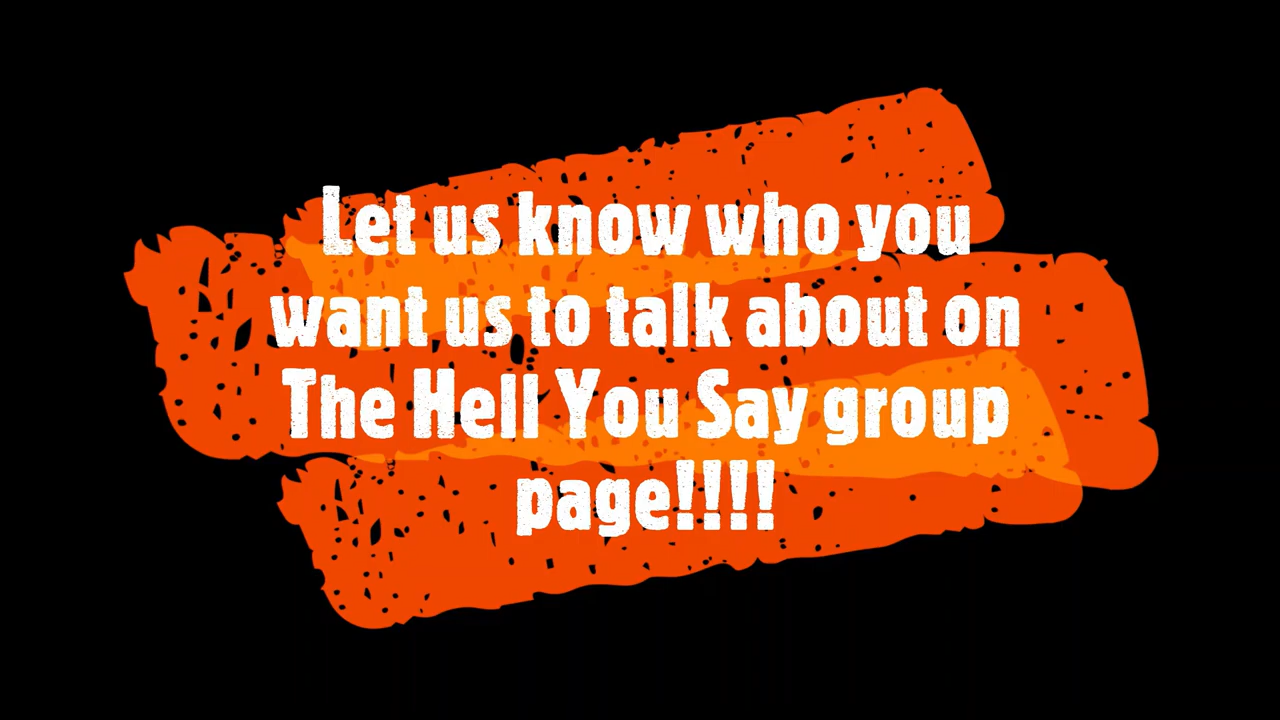 Let us know who you
want us to talk about on
The Hell You Say group
page!!!!